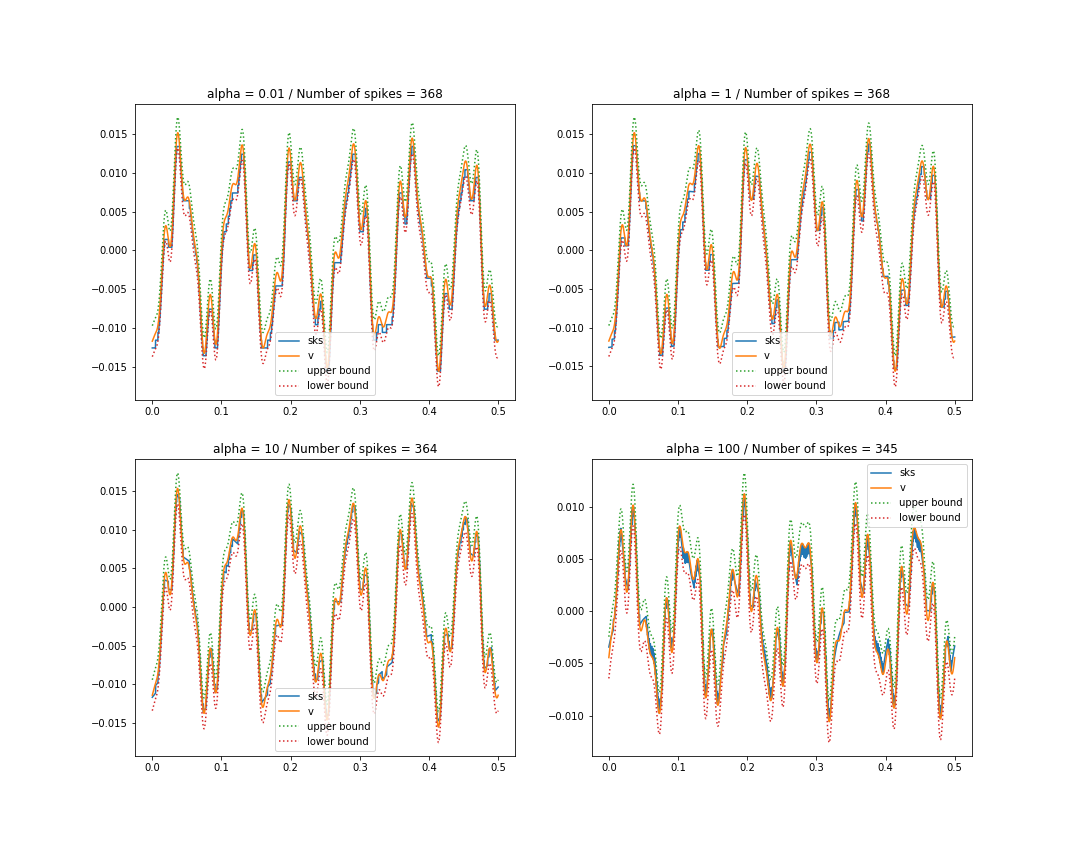 alpha = 0.01 / Number of spikes = 368
0.015
0.010
0.005
0.000
−0.005
−0.010
−0.015
0.0 0.1 0.2 0.3 0.4 0.5
sks
v
upper bound
lower bound
alpha = 1 / Number of spikes = 368
0.015
0.010
0.005
0.000
−0.005
−0.010
−0.015
0.0 0.1 0.2 0.3 0.4 0.5
sks
v
upper bound
lower bound
alpha = 10 / Number of spikes = 364
0.015
0.010
0.005
0.000
−0.005
−0.010
−0.015
0.0 0.1 0.2 0.3 0.4 0.5
sks
v
upper bound
lower bound
alpha = 100 / Number of spikes = 345
sks
v
upper bound
lower bound
0.010
0.005
0.000
−0.005
−0.010
0.0 0.1 0.2 0.3 0.4 0.5